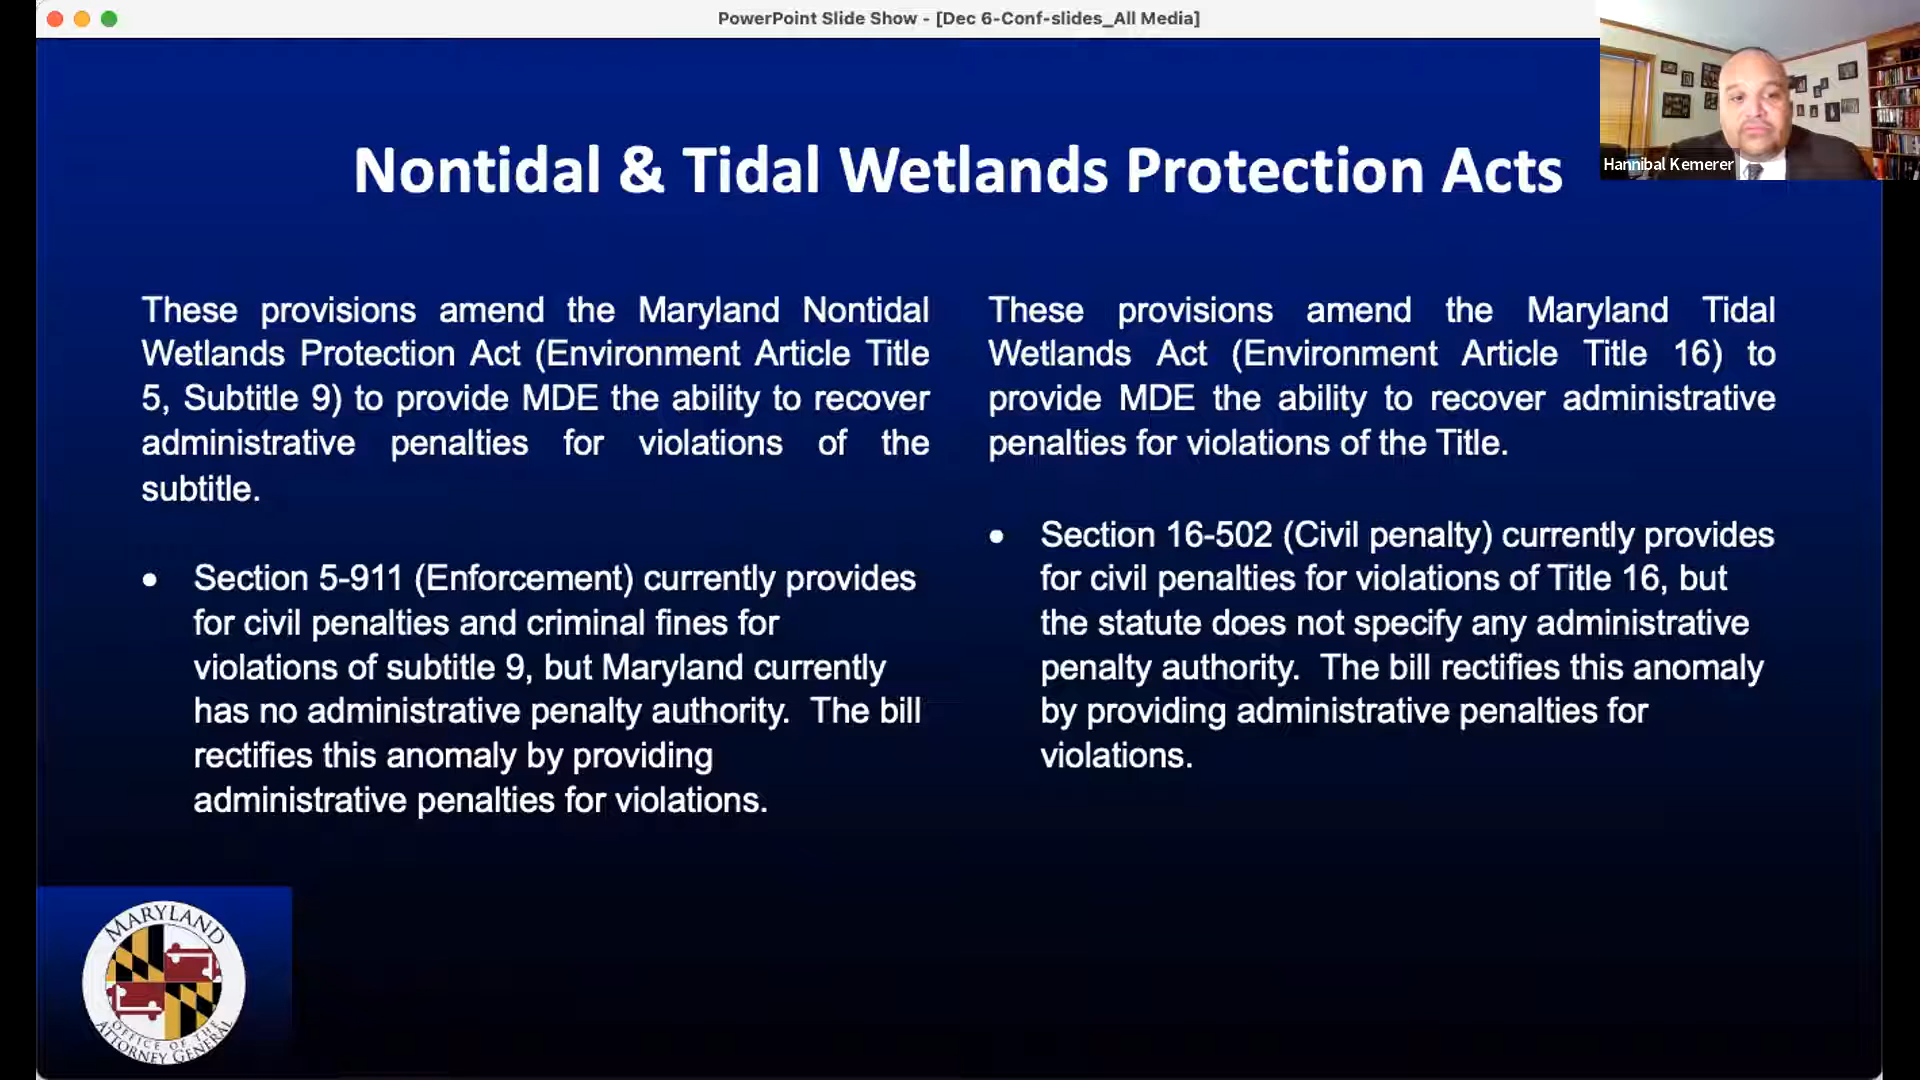 PowerPoint Slide Show - [Dec 6-Conf-slides_All Media]
Hannibal Kemerer
Nontidal & Tidal Wetlands Protection Acts
These provisions amend the Maryland Nontidal
Wetlands Protection Act (Environment Article Title
5, Subtitle 9) to provide MDE the ability to recover
administrative penalties for violations of the
subtitle.
• Section 5-911 (Enforcement) currently provides
for civil penalties and criminal fines for
violations of subtitle 9, but Maryland currently
has no administrative penalty authority.  The bill
rectifies this anomaly by providing
administrative penalties for violations.
These provisions amend the Maryland Tidal
Wetlands Act (Environment Article Title 16) to
provide MDE the ability to recover administrative
penalties for violations of the Title.
• Section 16-502 (Civil penalty) currently provides
for civil penalties for violations of Title 16, but
the statute does not specify any administrative
penalty authority.  The bill rectifies this anomaly
by providing administrative penalties for
violations.
MARYLAND
OFFICE OF THE
ATTORNEY GENERAL